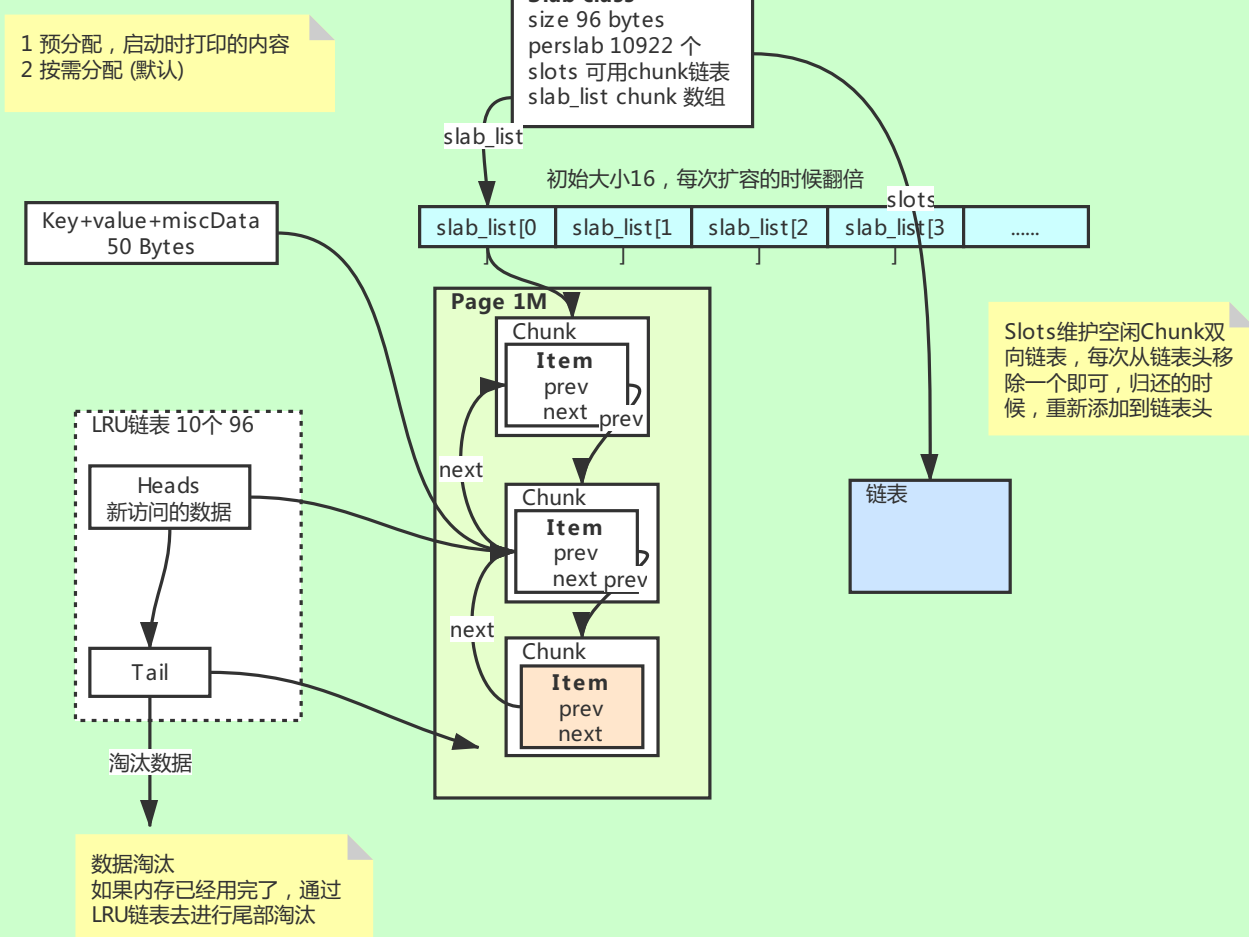 Slab class
size 96 bytes
perslab 10922 个
slots 可用chunk链表
slab_list chunk 数组
1 预分配，启动时打印的内容
2 按需分配 (默认)
slab_list
初始大小16，每次扩容的时候翻倍
slots
Key+value+miscData
50 Bytes
slab_list[0
]
slab_list[1
]
slab_list[2
]
slab_list[3
]
......
Page 1M
Chunk
Item
prev
next
prev
next
Slots维护空闲Chunk双
向链表，每次从链表头移
除一个即可，归还的时
候，重新添加到链表头
LRU链表 10个 96
Heads
新访问的数据
Chunk
Item
prev
next
prev
next
链表
Tail
Chunk
Item
prev
next
淘汰数据
数据淘汰
如果内存已经用完了，通过
LRU链表去进行尾部淘汰